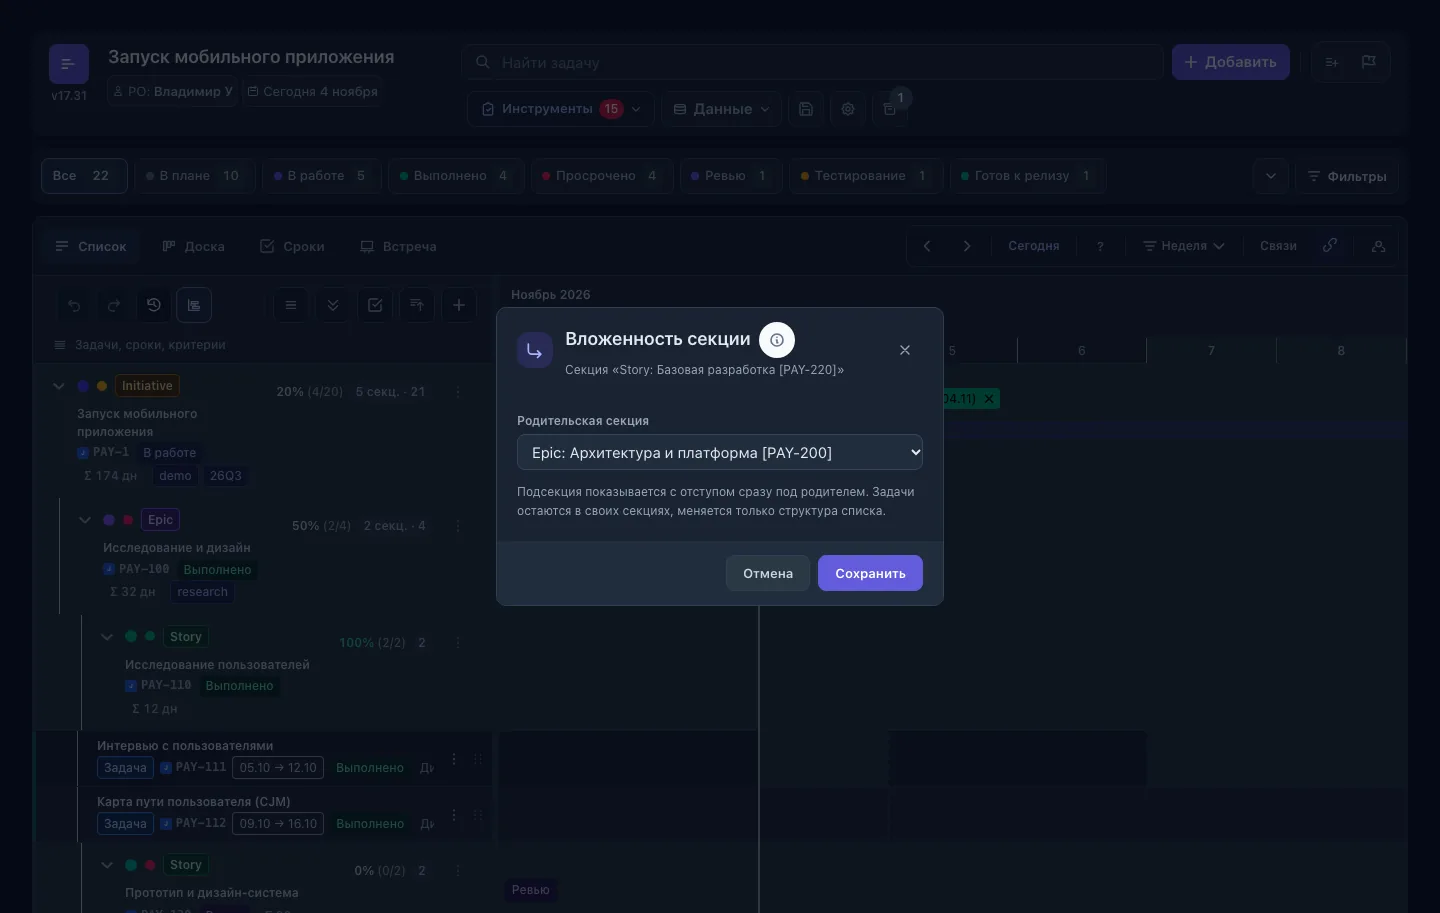 Запуск мобильного приложения
v17.31
PO: Владимир У
Сегодня 4 ноября
Найти задачу
Добавить
Инструменты 15
Данные
1
Все 22
В плане 10
В работе 5
Выполнено 4
Просрочено 4
Ревью 1
Тестирование 1
Готов к релизу 1
Фильтры
Список
Доска
Сроки
Встреча
Сегодня
?
Неделя
Связи
Ноябрь 2026
Задачи, сроки, критерии
5
6
7
8
04.11)
Вложенность секции
Секция «Story: Базовая разработка [PAY-220]»
Родительская секция
Epic: Архитектура и платформа [PAY-200]
Подсекция показывается с отступом сразу под родителем. Задачи
остаются в своих секциях, меняется только структура списка.
Отмена
Сохранить
Initiative
20% (4/20) 5 секц. · 21
Запуск мобильного
приложения
PAY-1 В работе
Σ 174 дн demo 26Q3
Epic
50% (2/4) 2 секц. · 4
Исследование и дизайн
PAY-100 Выполнено
Σ 32 дн research
Story
100% (2/2) 2
Исследование пользователей
PAY-110 Выполнено
Σ 12 дн
Интервью с пользователями
Задача PAY-111 05.10 → 12.10 Выполнено
Карта пути пользователя (CJM)
Задача PAY-112 09.10 → 16.10 Выполнено
Story
0% (0/2) 2
Прототип и дизайн-система
Ревью